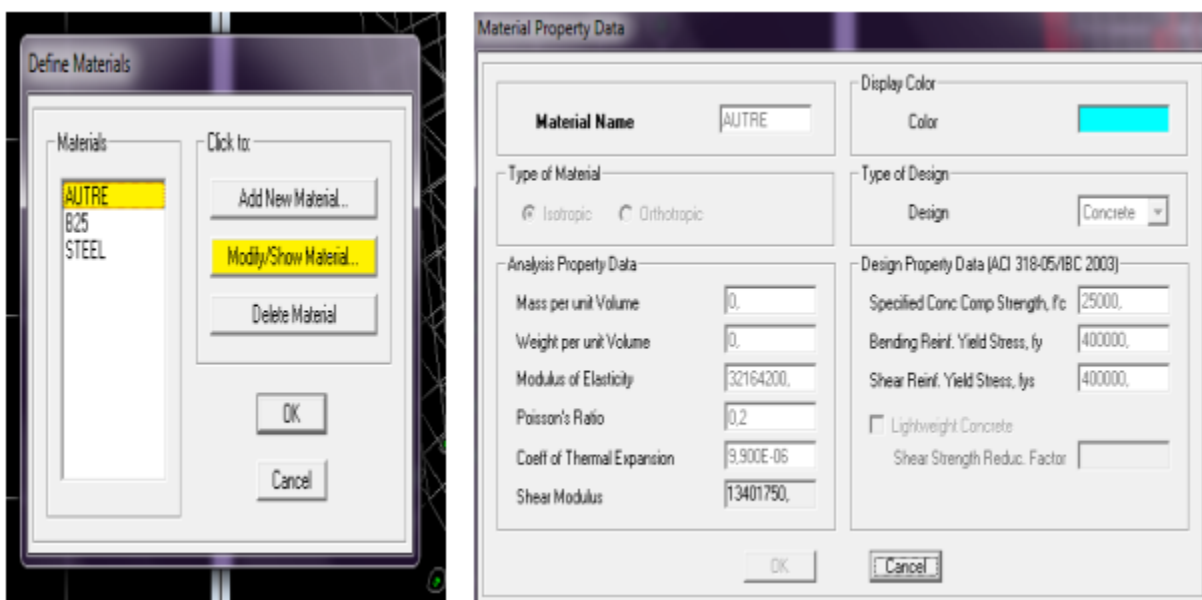 Define Materials
Materials
AUTRE
B25
STEEL
Click to:
Add New Material...
Modify/Show Material...
Delete Material
OK
Cancel
Material Property Data
Material Name AUTRE
Display Color
Color
Type of Material
Isotropic Orthotropic
Type of Design
Design Concrete
Analysis Property Data
Mass per unit Volume 0,
Weight per unit Volume 0,
Modulus of Elasticity 32164200,
Poisson's Ratio 0,2
Coeff of Thermal Expansion 9,900E-06
Shear Modulus 13401750,
Design Property Data (ACI 318-05/IBC 2003)
Specified Conc Comp Strength, f'c 25000,
Bending Reinf. Yield Stress, fy 400000,
Shear Reinf. Yield Stress, fys 400000,
Lightweight Concrete
Shear Strength Reduc. Factor
OK
Cancel